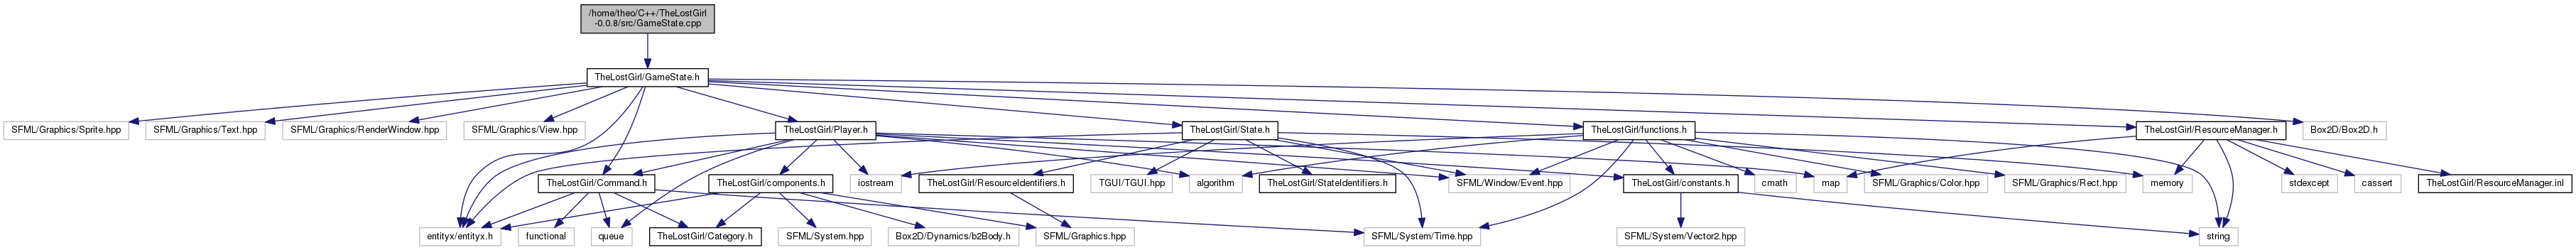 /home/theo/C++/TheLostGirl
-0.0.8/src/GameState.cpp
TheLostGirl/GameState.h
SFML/Graphics/Sprite.hpp
SFML/Graphics/Text.hpp
SFML/Graphics/RenderWindow.hpp
SFML/Graphics/View.hpp
TheLostGirl/Player.h
TheLostGirl/State.h
TheLostGirl/functions.h
TheLostGirl/ResourceManager.h
Box2D/Box2D.h
TheLostGirl/Command.h
TheLostGirl/components.h
iostream
TheLostGirl/ResourceIdentifiers.h
TGUI/TGUI.hpp
algorithm
TheLostGirl/StateIdentifiers.h
SFML/Window/Event.hpp
TheLostGirl/constants.h
cmath
map
SFML/Graphics/Color.hpp
SFML/Graphics/Rect.hpp
memory
stdexcept
cassert
TheLostGirl/ResourceManager.inl
entityx/entityx.h
functional
queue
TheLostGirl/Category.h
SFML/System.hpp
Box2D/Dynamics/b2Body.h
SFML/Graphics.hpp
SFML/System/Time.hpp
SFML/System/Vector2.hpp
string